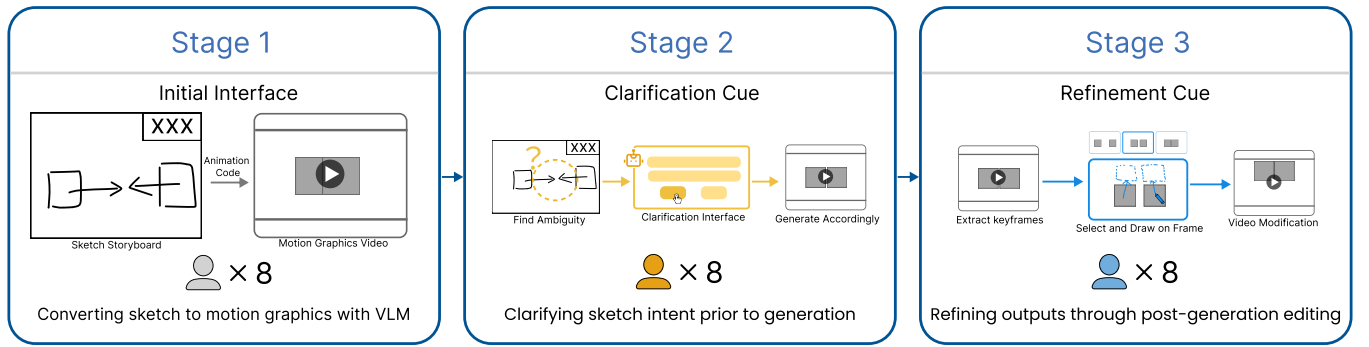 Stage 1
Initial Interface
XXX
Animation
Code
Sketch Storyboard
Motion Graphics Video
× 8
Converting sketch to motion graphics with VLM
Stage 2
Clarification Cue
?
XXX
Find Ambiguity
Clarification Interface
Generate Accordingly
× 8
Clarifying sketch intent prior to generation
Stage 3
Refinement Cue
Extract keyframes
Select and Draw on Frame
Video Modification
× 8
Refining outputs through post-generation editing